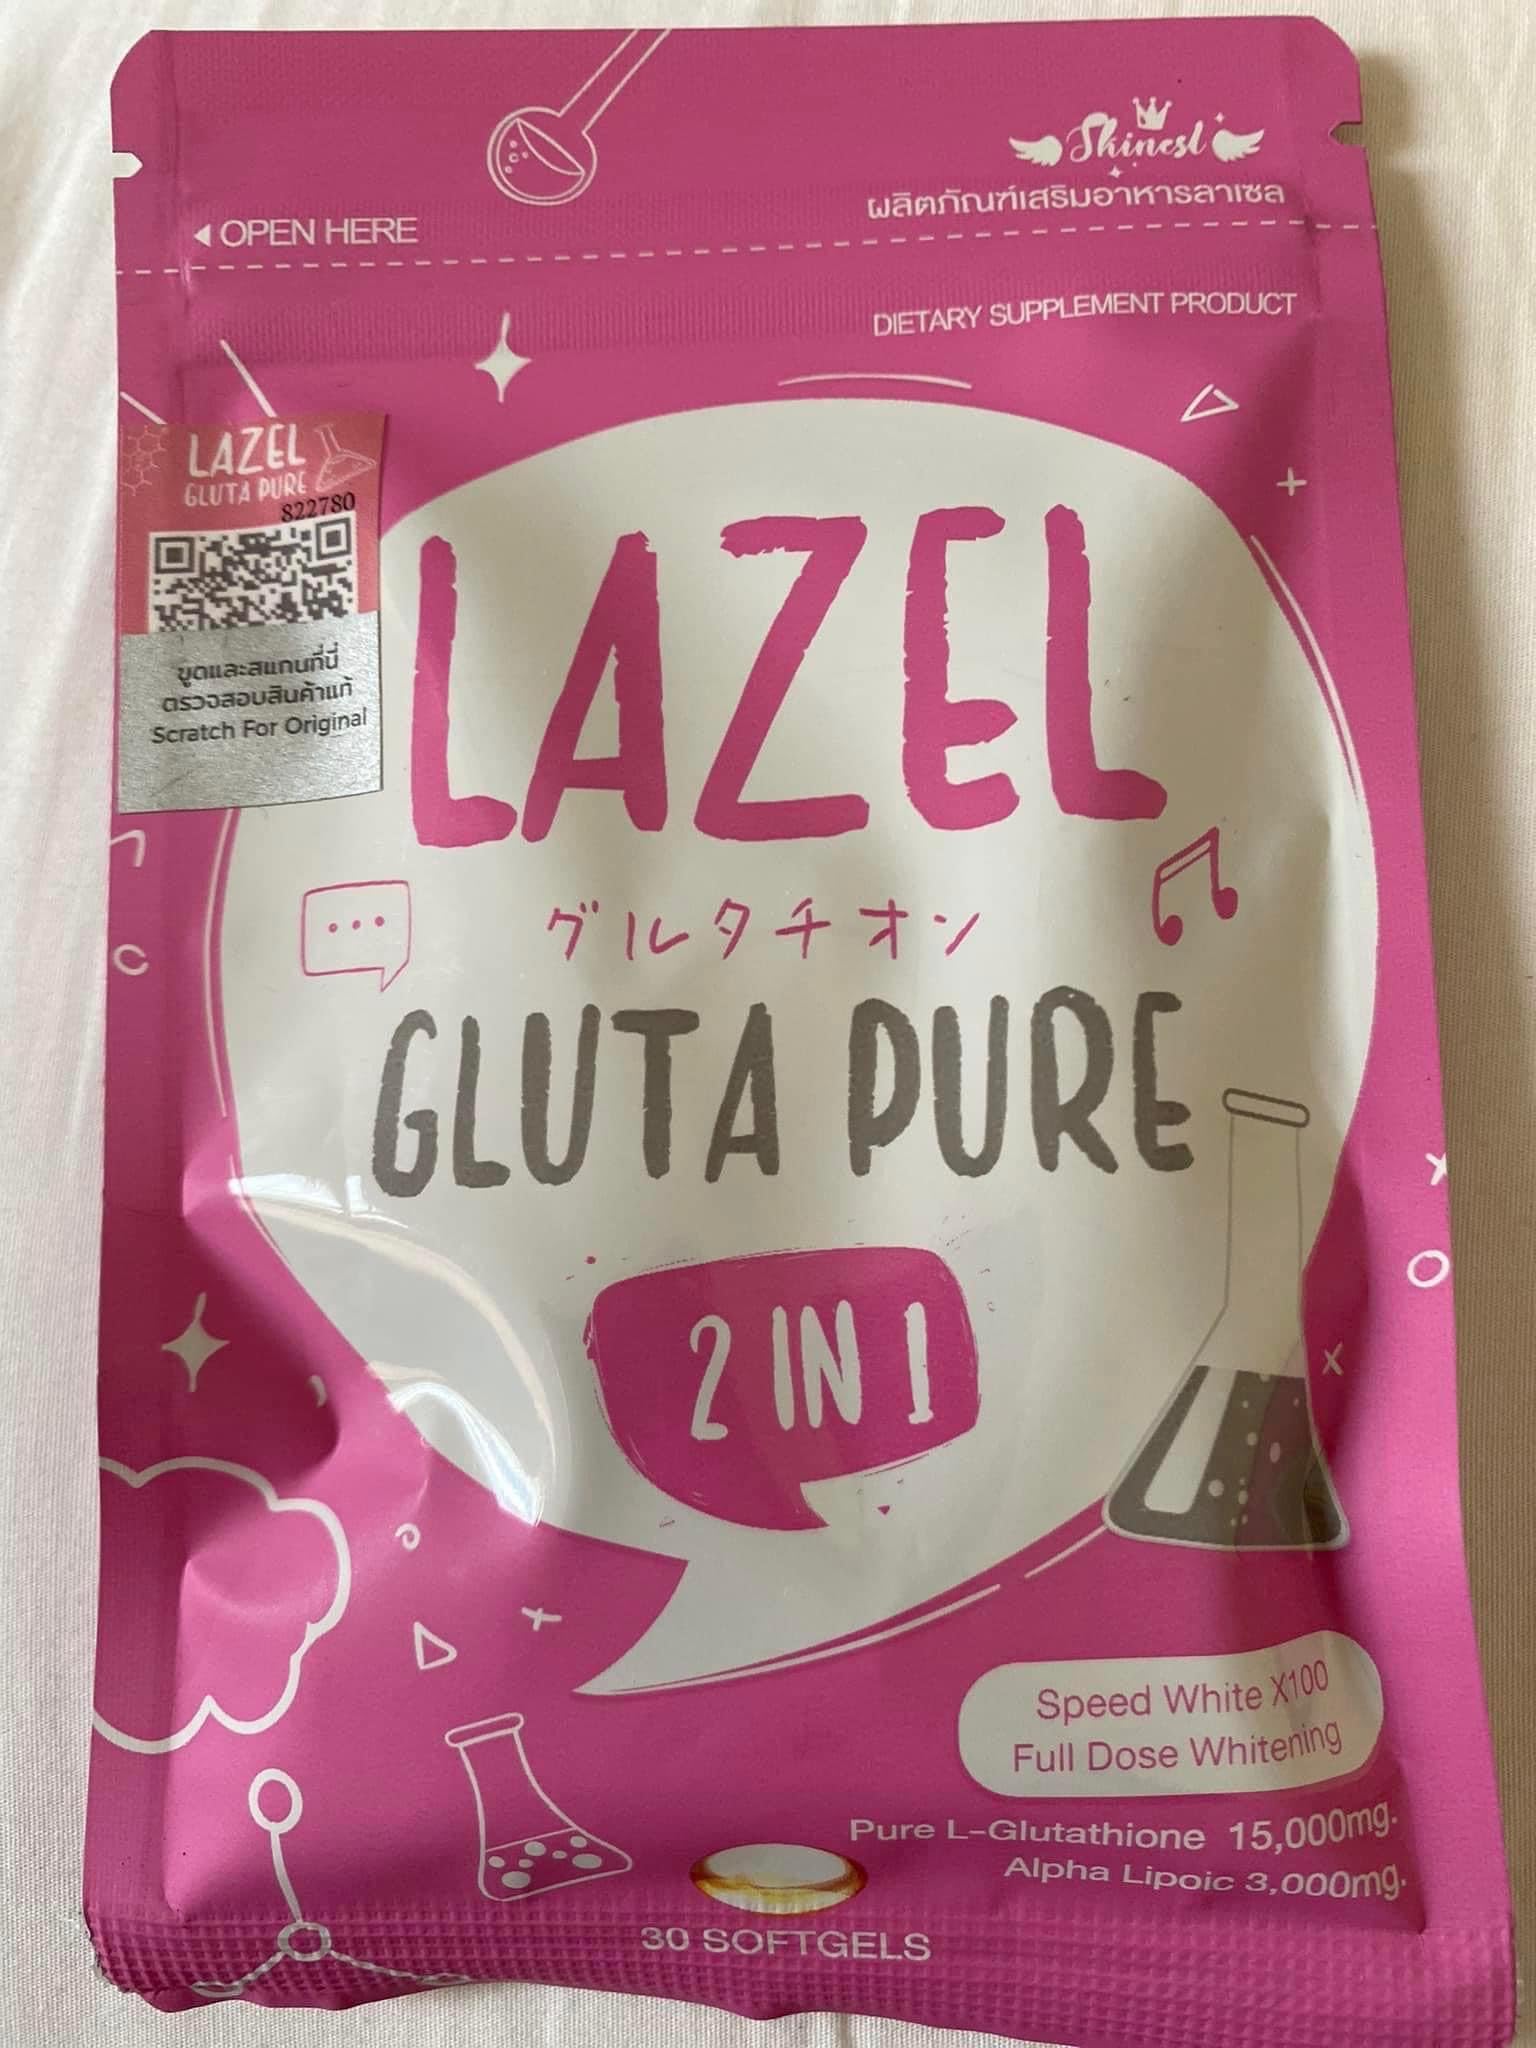 Skinest
ผลิตภัณฑ์เสริมอาหารลาเซล
OPEN HERE
DIETARY SUPPLEMENT PRODUCT
LAZEL
GLUTA PURE
822780
ขูดและสแกนที่นี่
ตรวจสอบสินค้าแท้
Scratch For Original
LAZEL
グルタチオン
GLUTA PURE
2 IN 1
Speed White X100
Full Dose Whitening
Pure L-Glutathione 15,000mg.
Alpha Lipoic 3,000mg.
30 SOFTGELS